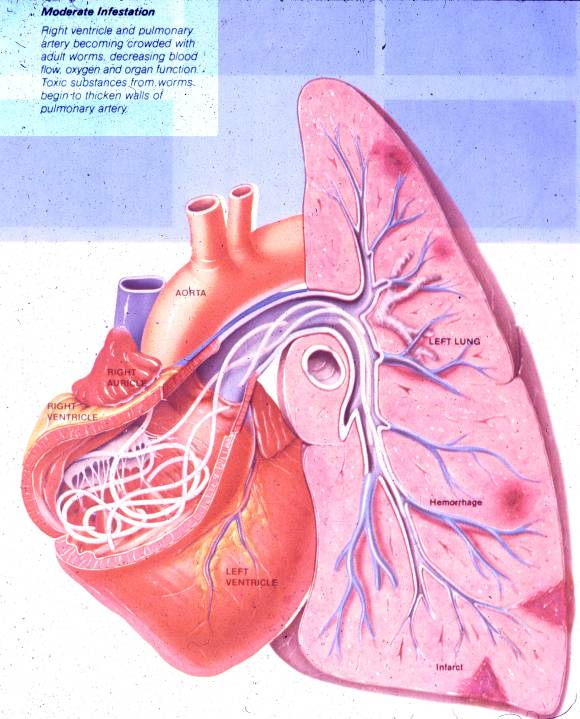 Moderate Infestation
Right ventricle and pulmonary
artery becoming crowded with
adult worms, decreasing blood
flow, oxygen and organ function.
Toxic substances from worms
begin to thicken walls of
pulmonary artery.
AORTA
LEFT LUNG
RIGHT
AURICLE
RIGHT
VENTRICLE
Hemorrhage
LEFT
VENTRICLE
Infarct